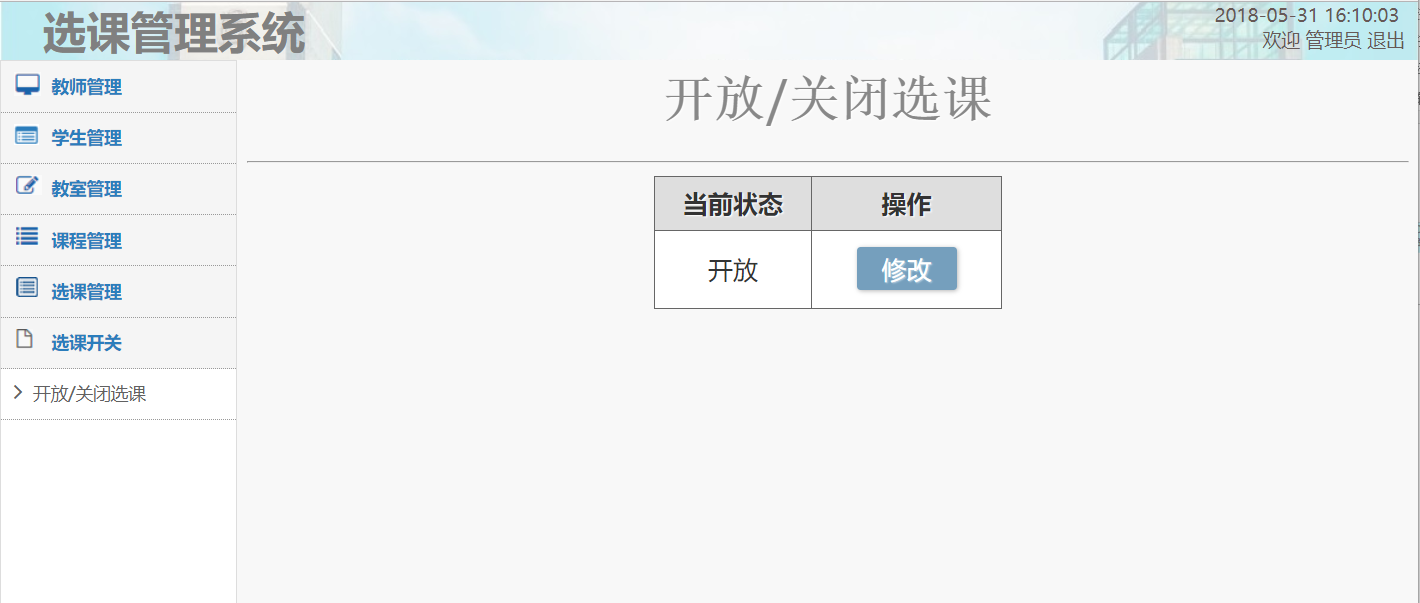 选课管理系统
2018-05-31 16:10:03
欢迎 管理员 退出
教师管理
学生管理
教室管理
课程管理
选课管理
选课开关
开放/关闭选课
开放/关闭选课
当前状态 操作
开放 修改